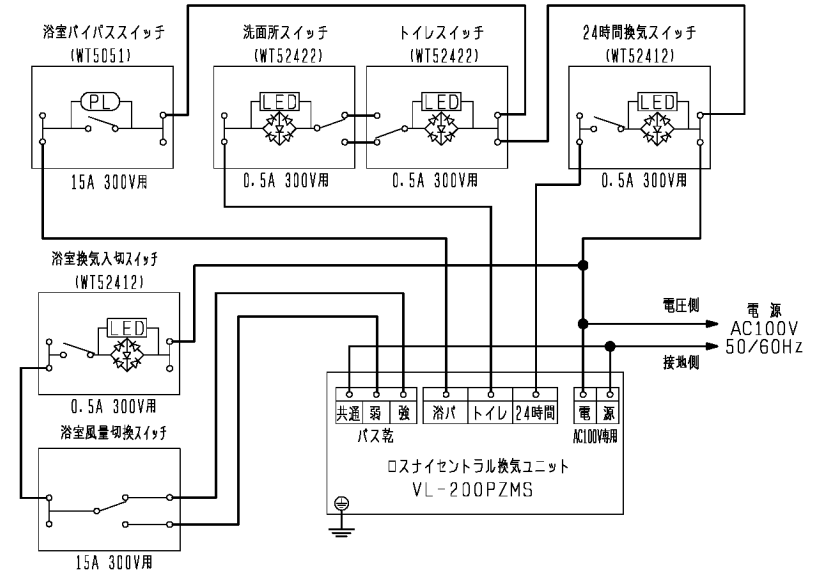 浴室バイパススイッチ
(WT5051)
洗面所スイッチ
(WT52422)
トイレスイッチ
(WT52422)
24時間換気スイッチ
(WT52412)
PL
LED
LED
LED
15A 300V用
0.5A 300V用
0.5A 300V用
0.5A 300V用
浴室換気入切スイッチ
(WT52412)
LED
0.5A 300V用
電圧側
接地側
電 源
AC100V
50/60Hz
浴室風量切換スイッチ
15A 300V用
共通 弱 強
バス乾
浴バ トイレ 24時間
電 源
AC100V専用
ロスナイセントラル換気ユニット
VL-200PZMS